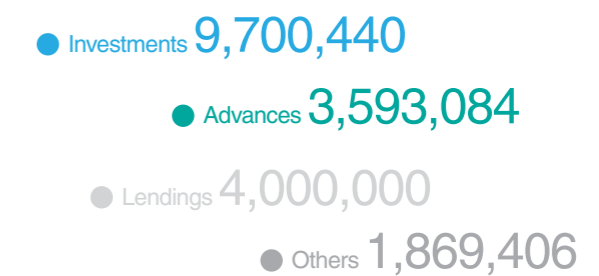 Investments 9,700,440
Advances 3,593,084
Lendings 4,000,000
Others 1,869,406